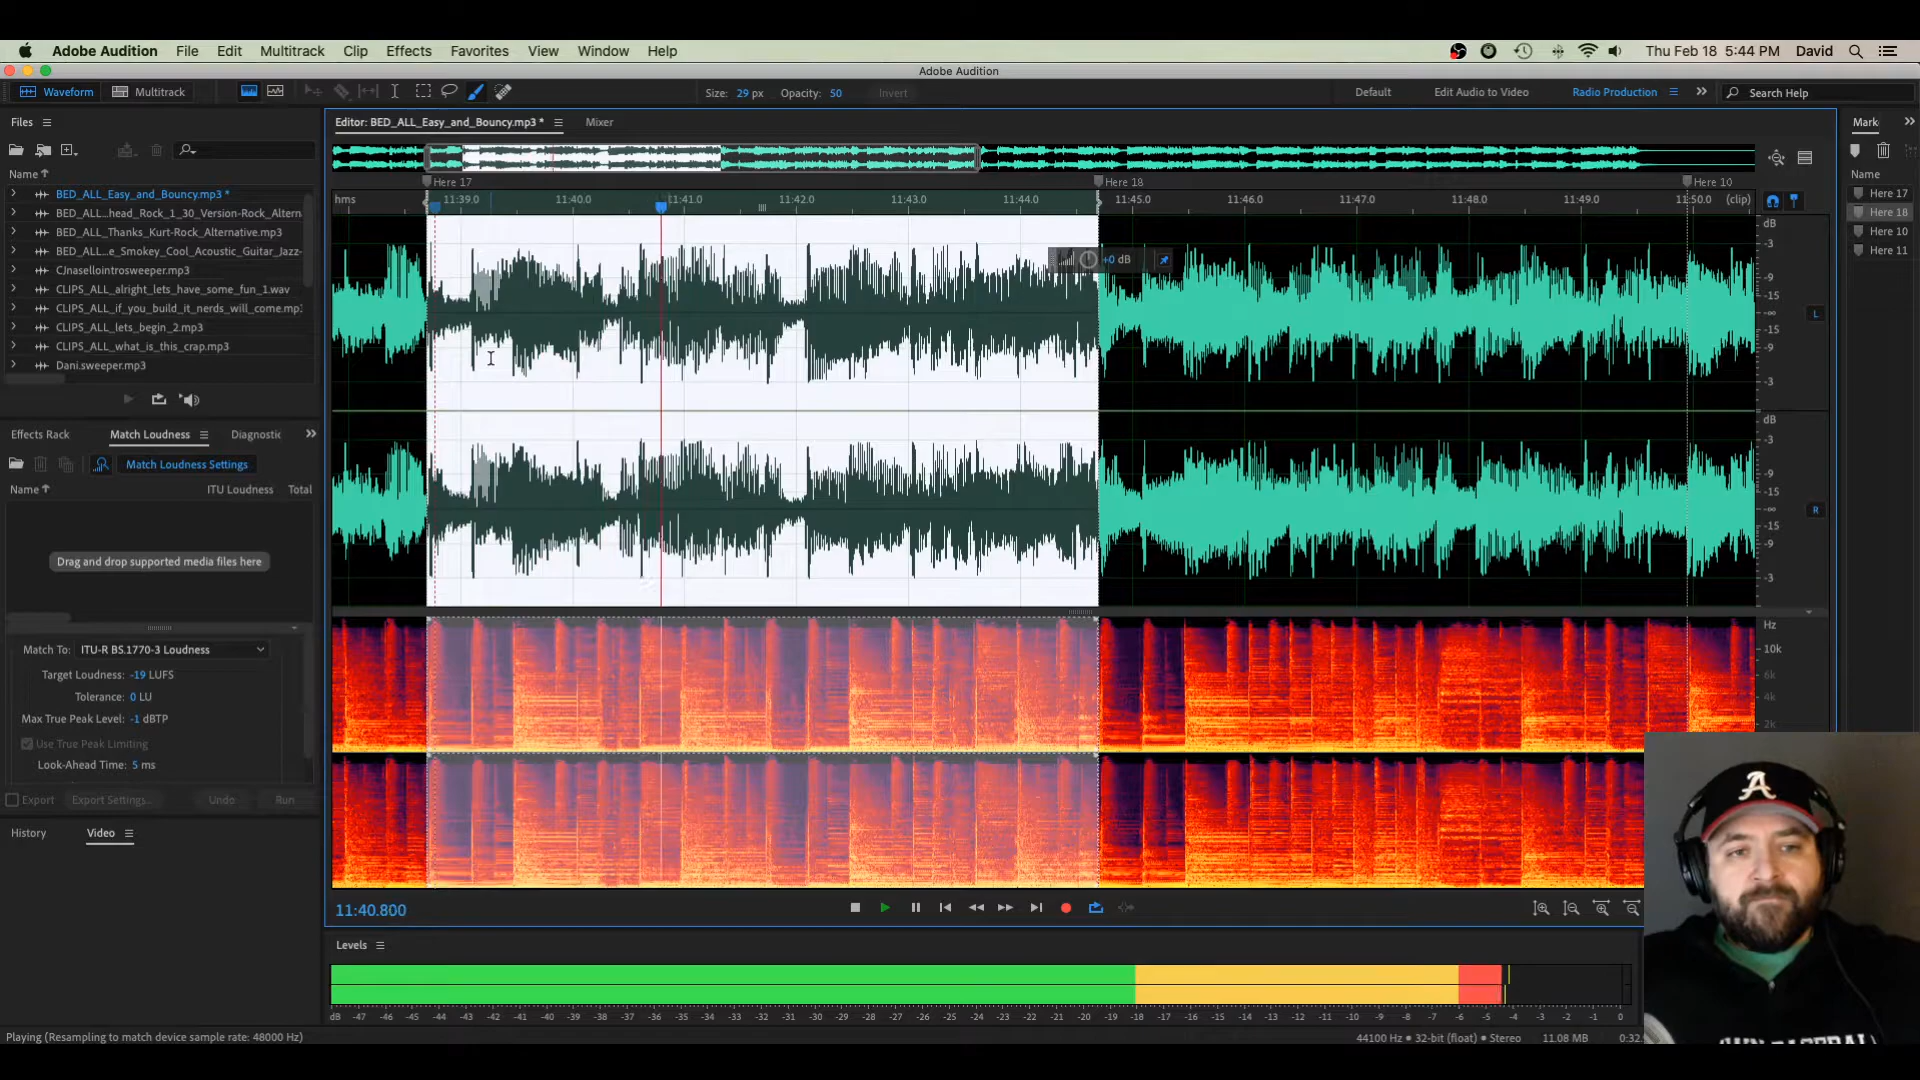 Adobe Audition File Edit Multitrack Clip Effects Favorites View Window Help Thu Feb 18 5:44 PM David
Adobe Audition
Waveform Multitrack Size: 29 px Opacity: 50 Invert Default Edit Audio to Video Radio Production Search Help
Files
Editor: BED_ALL_Easy_and_Bouncy.mp3 * Mixer
Mark
Name
Name
Here 17 Here 18 Here 10
hms 11:39.0 11:40.0 11:41.0 11:42.0 11:43.0 11:44.0 11:45.0 11:46.0 11:47.0 11:48.0 11:49.0 11:50.0 (clip)
BED_ALL_Easy_and_Bouncy.mp3 *
BED_ALL...head_Rock_1_30_Version-Rock_Altern
BED_ALL_Thanks_Kurt-Rock_Alternative.mp3
BED_ALL...e_Smokey_Cool_Acoustic_Guitar_Jazz-
CJnasellointrosweeper.mp3
CLIPS_ALL_alright_lets_have_some_fun_1.wav
CLIPS_ALL_if_you_build_it_nerds_will_come.mp3
CLIPS_ALL_lets_begin_2.mp3
CLIPS_ALL_what_is_this_crap.mp3
Dani.sweeper.mp3
Here 17
Here 18
Here 10
Here 11
+0 dB
dB
-3
-9
-15
-∞
-15
-9
-3
L
dB
-3
-9
-15
-∞
-15
-9
-3
R
Effects Rack Match Loudness Diagnostic
Match Loudness Settings
Name ITU Loudness Total
Drag and drop supported media files here
Match To: ITU-R BS.1770-3 Loudness
Target Loudness: -19 LUFS
Tolerance: 0 LU
Max True Peak Level: -1 dBTP
Use True Peak Limiting
Look-Ahead Time: 5 ms
Export Export Settings... Undo Run
Hz
10k
6k
4k
2k
History Video
11:40.800
Levels
dB -47 -46 -45 -44 -43 -42 -41 -40 -39 -38 -37 -36 -35 -34 -33 -32 -31 -30 -29 -28 -27 -26 -25 -24 -23 -22 -21 -20 -19 -18 -17 -16 -15 -14 -13 -12 -11 -10 -9 -8 -7 -6 -5 -4 -3 -2 -1 0
Playing (Resampling to match device sample rate: 48000 Hz) 44100 Hz • 32-bit (float) • Stereo 11.08 MB 0:32.
A